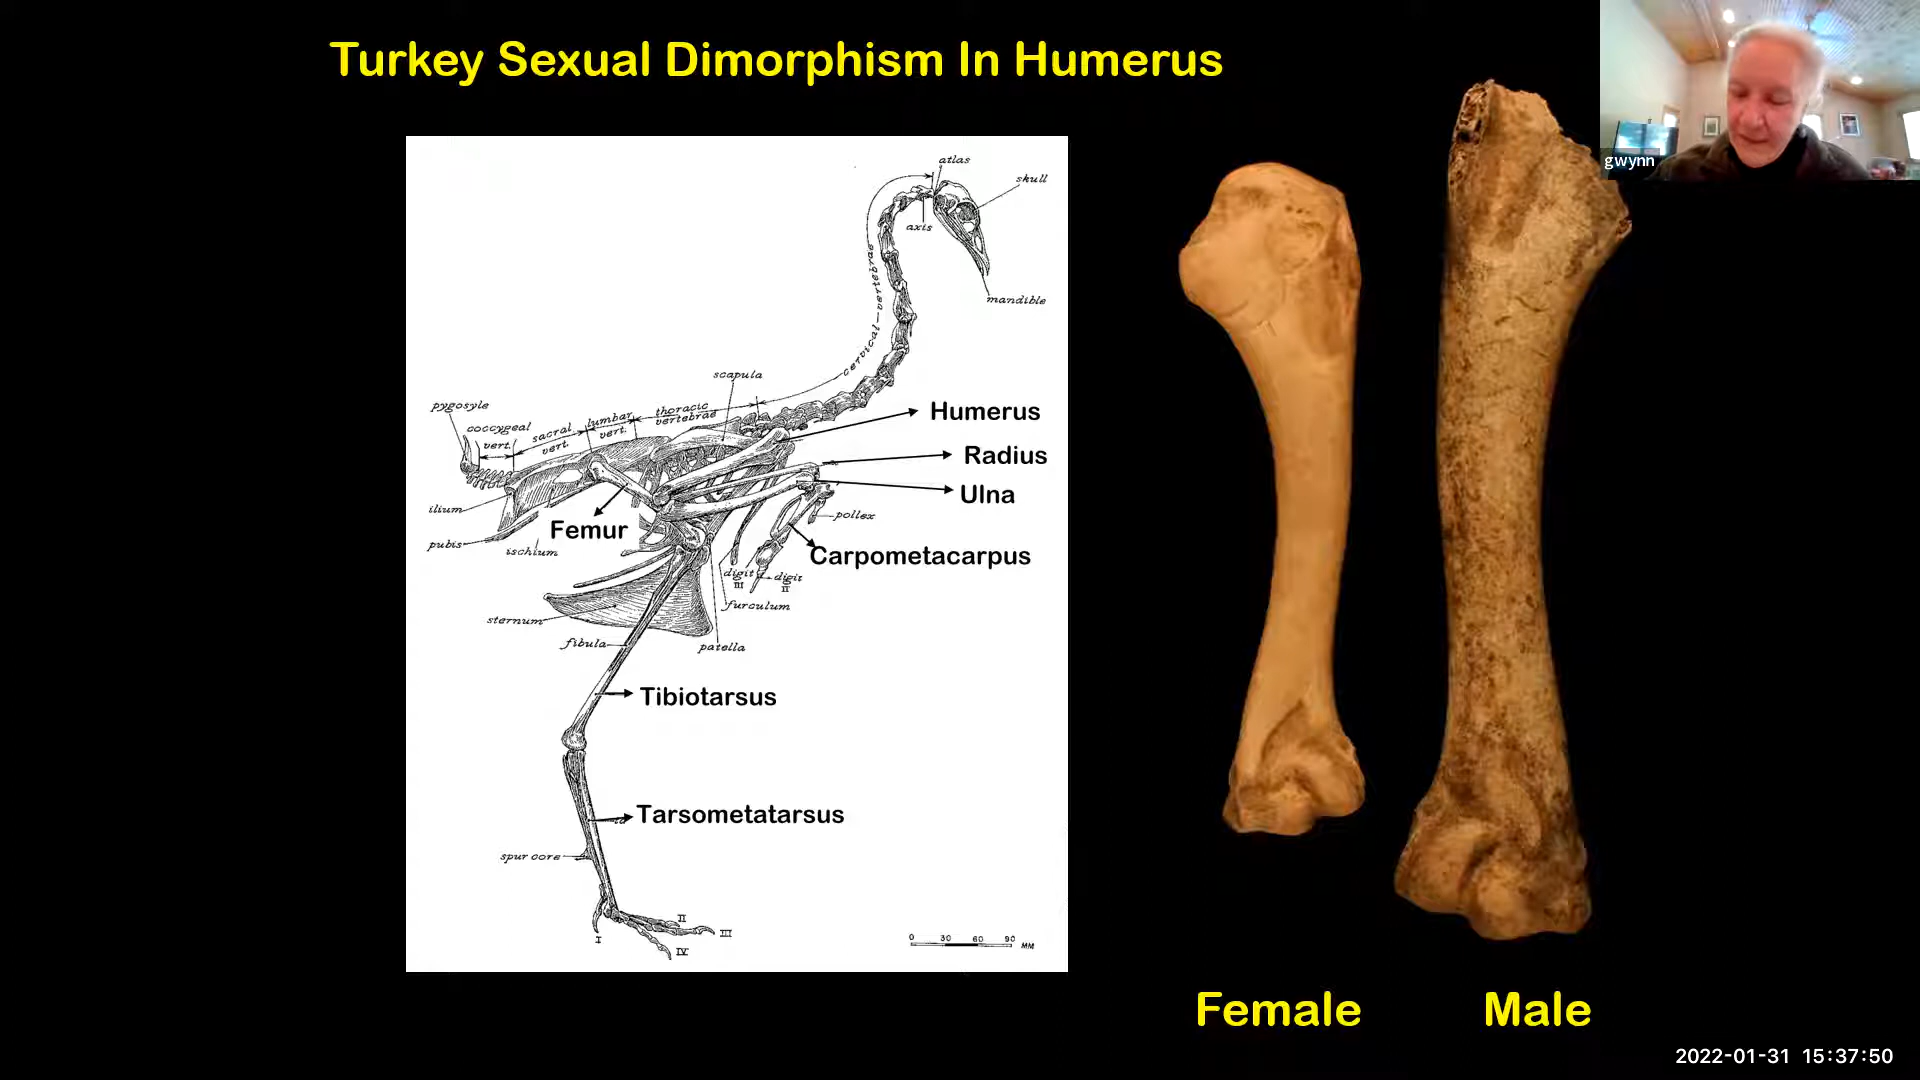 Turkey Sexual Dimorphism In Humerus
gwynn
atlas
skull
axis
mandible
cervical — vertebrae
scapula
pygostyle
coccygeal
vert.
sacral
vert.
lumbar
vert.
thoracic
vertebrae
Humerus
Radius
Ulna
ilium
Femur
pollex
pubis
ischium
Carpometacarpus
digit
III
digit
II
furculum
sternum
fibula
patella
Tibiotarsus
Tarsometatarsus
spur core
I
II
III
IV
0 30 60 90 MM
Female
Male
2022-01-31 15:37:50